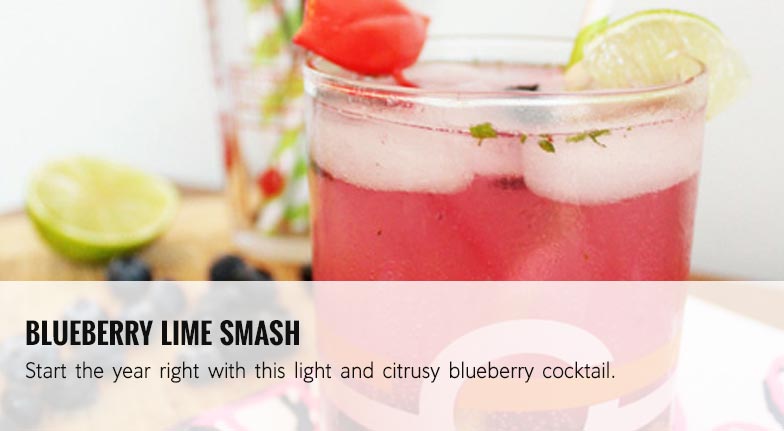 BLUEBERRY LIME SMASH
Start the year right with this light and citrusy blueberry cocktail.